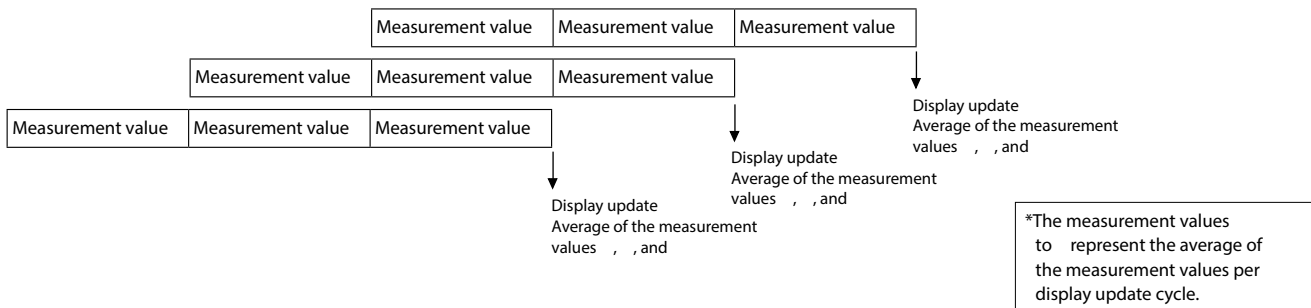 Measurement value Measurement value Measurement value
Measurement value Measurement value Measurement value
Measurement value Measurement value Measurement value
Display update
Average of the measurement
values , , and
Display update
Average of the measurement
values , , and
Display update
Average of the measurement
values , , and
*The measurement values
to represent the average of
the measurement values per
display update cycle.